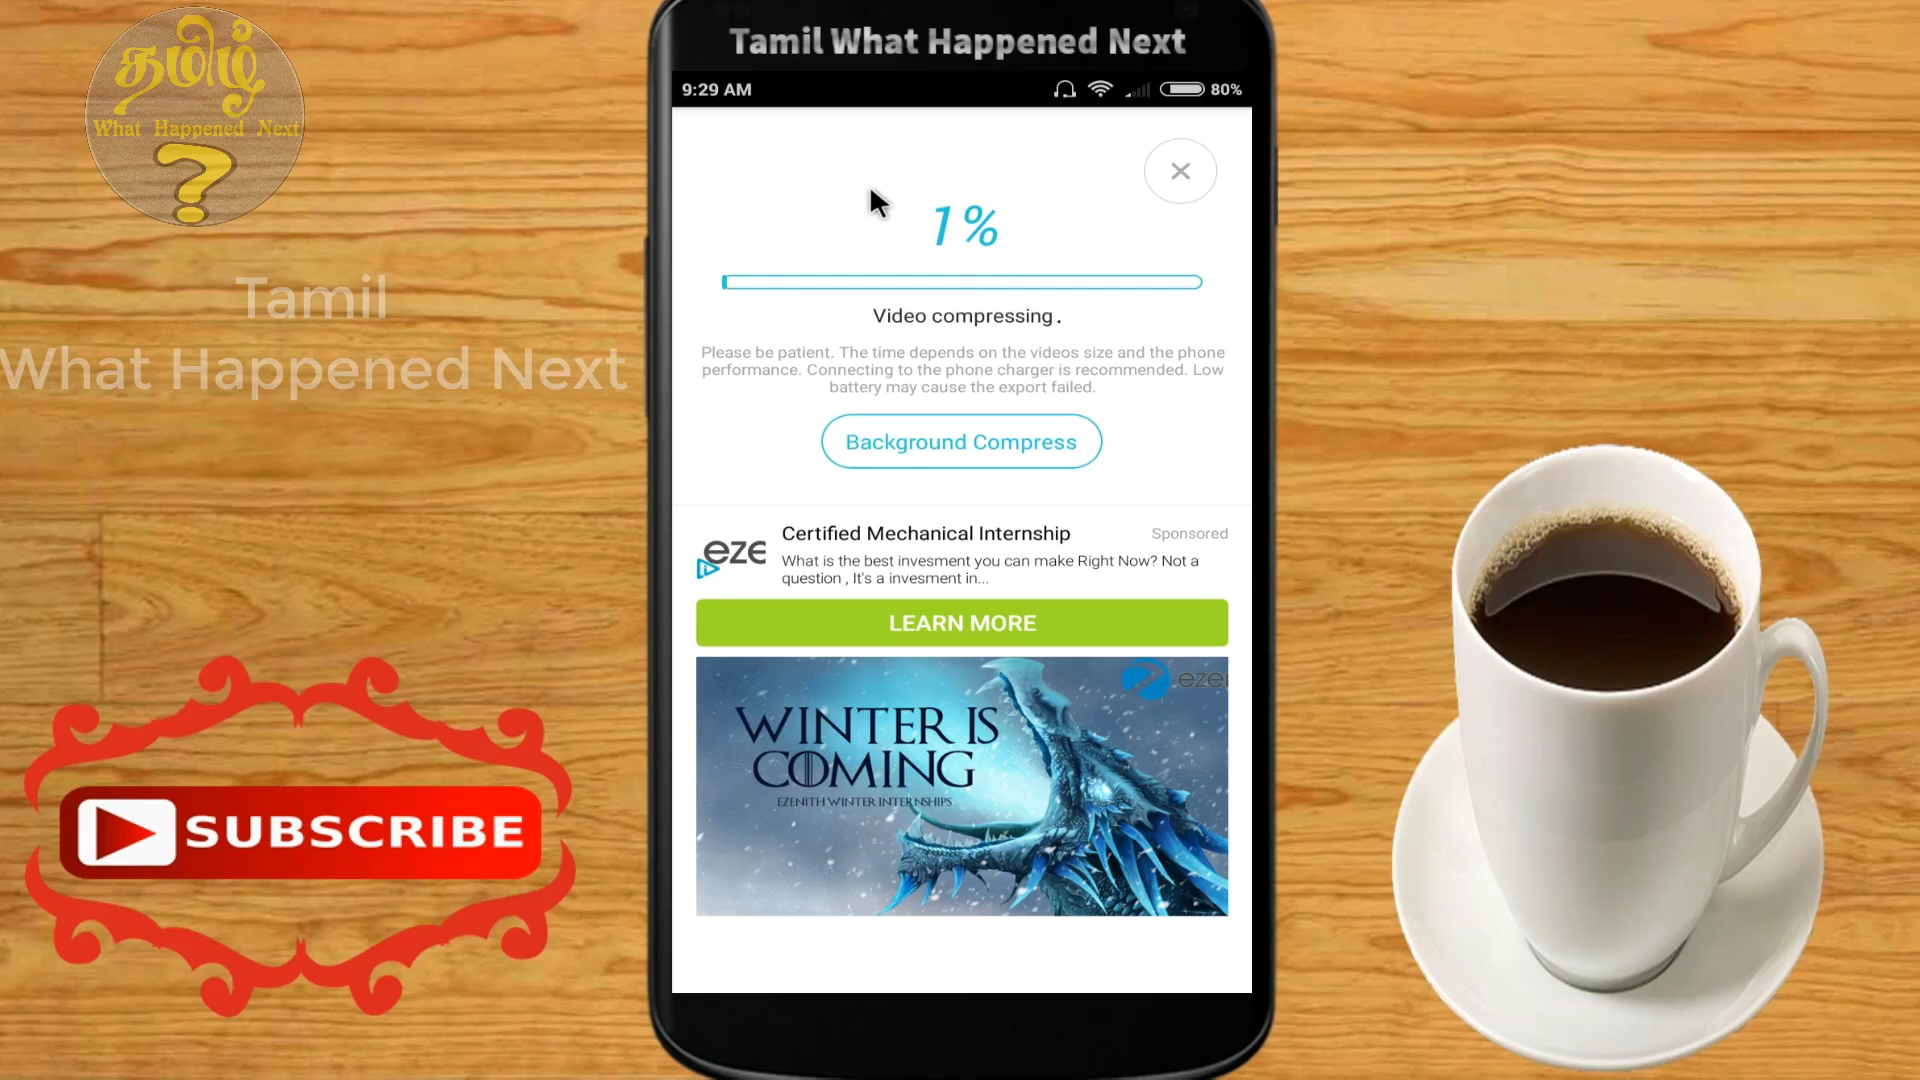 தமிழ்
What Happened Next
?
Tamil
What Happened Next
SUBSCRIBE
Tamil What Happened Next
9:29 AM
80%
1%
Video compressing.
Please be patient. The time depends on the videos size and the phone
performance. Connecting to the phone charger is recommended. Low
battery may cause the export failed.
Background Compress
eze
Certified Mechanical Internship
Sponsored
What is the best invesment you can make Right Now? Not a
question , It's a invesment in...
LEARN MORE
ezei
WINTER IS
COMING
EZENITH WINTER INTERNSHIPS